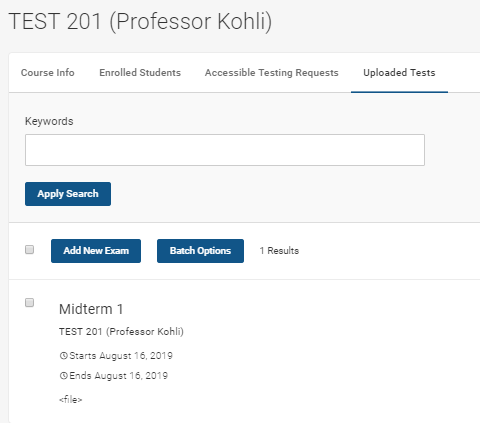 TEST 201 (Professor Kohli)
Course Info Enrolled Students Accessible Testing Requests Uploaded Tests
Keywords
Apply Search
Add New Exam Batch Options 1 Results
Midterm 1
TEST 201 (Professor Kohli)
Starts August 16, 2019
Ends August 16, 2019
<file>